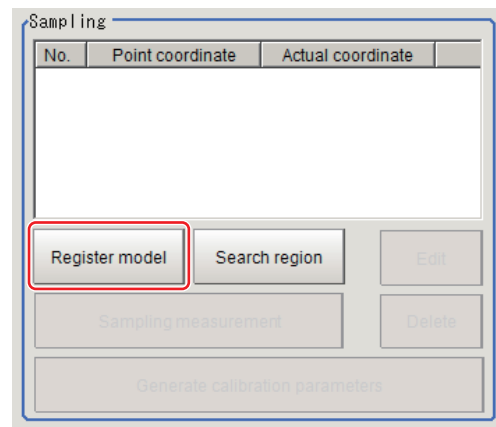 Sampling
No. Point coordinate Actual coordinate
Register model Search region Edit
Sampling measurement Delete
Generate calibration parameters